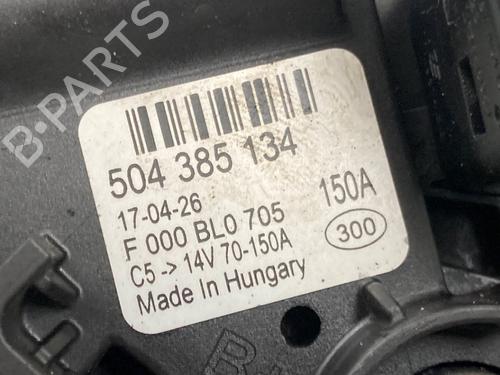 B-PARTS
504 385 134
17-04-26
150A
F 000 BL0 705
300
C5 -> 14V 70-150A
Made In Hungary